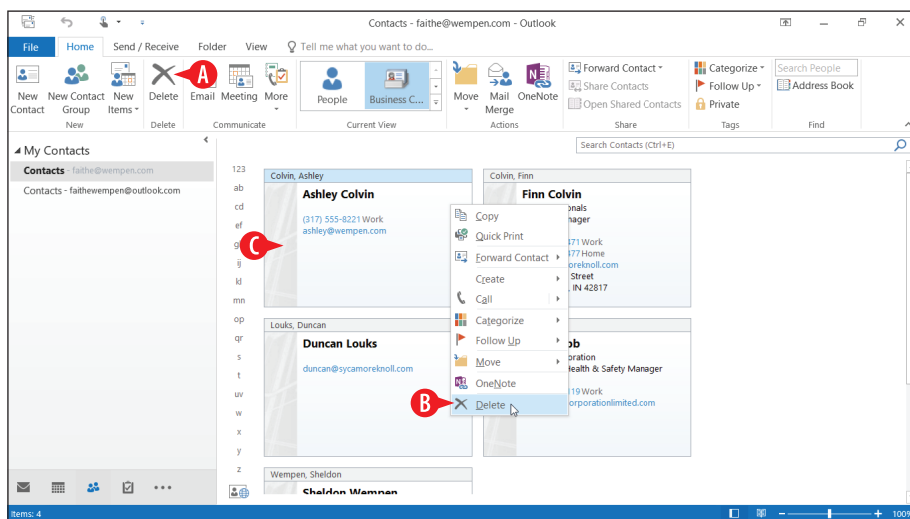 Contacts - faithe@wempen.com - Outlook
File Home Send / Receive Folder View Tell me what you want to do...
A
New Contact
New Contact Group
New Items
Delete
Email
Meeting
More
People
Business C...
Move
Mail Merge
OneNote
Forward Contact
Share Contacts
Open Shared Contacts
Categorize
Follow Up
Private
Search People
Address Book
New Delete Communicate Current View Actions Share Tags Find
My Contacts
Contacts - faithe@wempen.com
Contacts - faithewempen@outlook.com
Search Contacts (Ctrl+E)
123
ab
cd
ef
ij
kl
mn
op
qr
s
t
uv
w
x
y
z
Colvin, Ashley
Ashley Colvin
(317) 555-8221 Work
ashley@wempen.com
C
Colvin, Finn
Finn Colvin
onals
nager
471 Work
477 Home
oreknoll.com
Street
, IN 42817
Copy
Quick Print
Forward Contact
Create
Call
Categorize
Follow Up
Move
OneNote
B
Delete
Louks, Duncan
Duncan Louks
duncan@sycamoreknoll.com
bb
oration
Health & Safety Manager
119 Work
orporationlimited.com
Wempen, Sheldon
Sheldon Wempen
Items: 4
100%